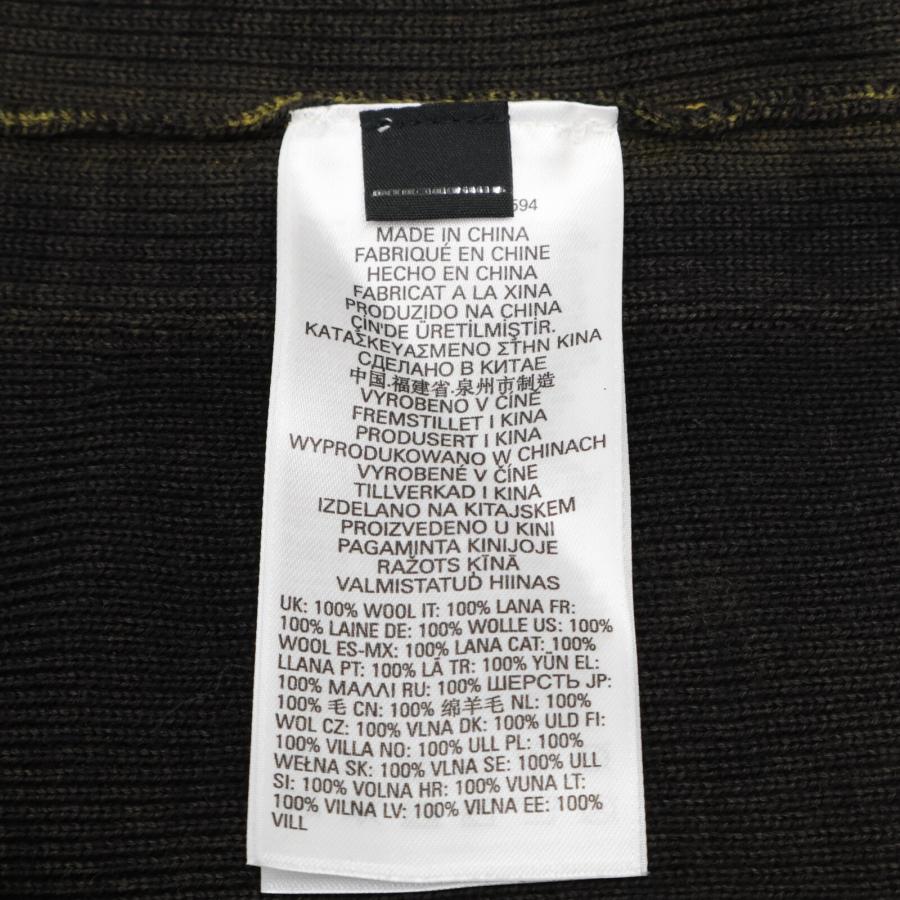 594
MADE IN CHINA
FABRIQUÉ EN CHINE
HECHO EN CHINA
FABRICAT A LA XINA
PRODUZIDO NA CHINA
ÇIN'DE ÜRETILMIŞTIR.
ΚΑΤΑΣΚΕΥΑΣΜΕΝΟ ΣΤΗΝ ΚΙΝΑ
СДЕЛАНО В КИТАЕ
中国.福建省.泉州市制造
VYROBENO V ČÍNĚ
FREMSTILLET I KINA
PRODUSERT I KINA
WYPRODUKOWANO W CHINACH
VYROBENÉ V ČÍNE
TILLVERKAD I KINA
IZDELANO NA KITAJSKEM
PROIZVEDENO U KINI
PAGAMINTA KINIJOJE
RAŽOTS ĶĪNĀ
VALMISTATUD HIINAS
UK: 100% WOOL IT: 100% LANA FR:
100% LAINE DE: 100% WOLLE US: 100%
WOOL ES-MX: 100% LANA CAT: 100%
LLANA PT: 100% LÃ TR: 100% YÜN EL:
100% ΜΑΛΛΙ RU: 100% ШЕРСТЬ JP:
100% 毛 CN: 100% 绵羊毛 NL: 100%
WOL CZ: 100% VLNA DK: 100% ULD FI:
100% VILLA NO: 100% ULL PL: 100%
WEŁNA SK: 100% VLNA SE: 100% ULL
SI: 100% VOLNA HR: 100% VUNA LT:
100% VILNA LV: 100% VILNA EE: 100%
VILL